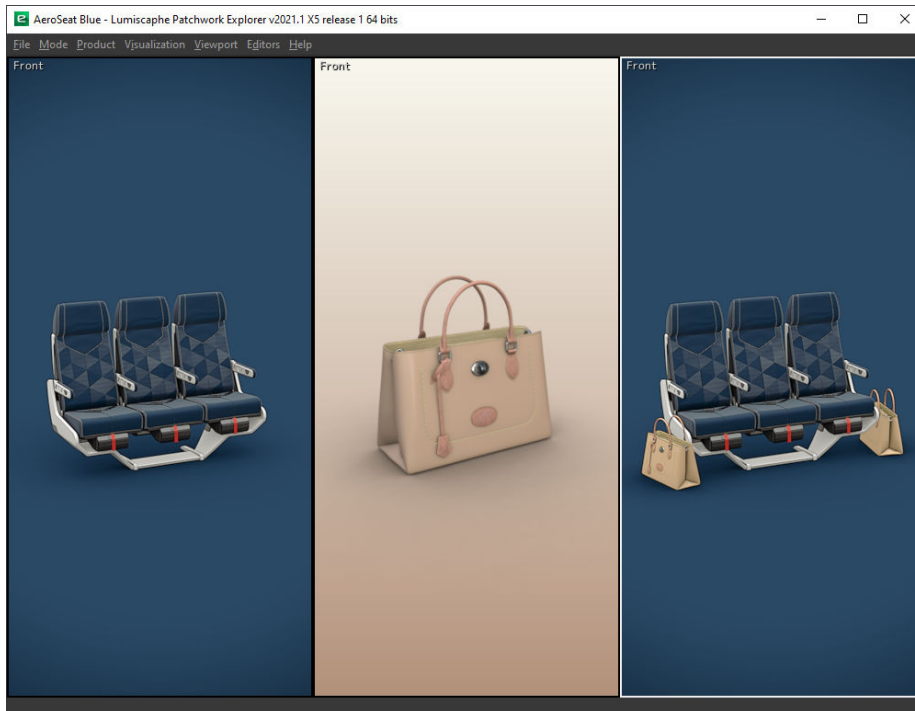 AeroSeat Blue - Lumiscaphe Patchwork Explorer v2021.1 X5 release 1 64 bits
File Mode Product Visualization Viewport Editors Help
Front
Front
Front